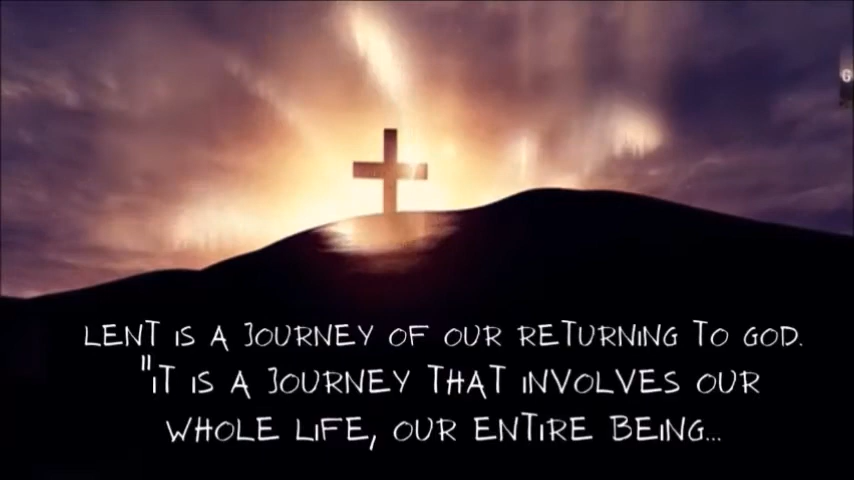 LENT IS A JOURNEY OF OUR RETURNING TO GOD.
"IT IS A JOURNEY THAT INVOLVES OUR
WHOLE LIFE, OUR ENTIRE BEING...
G